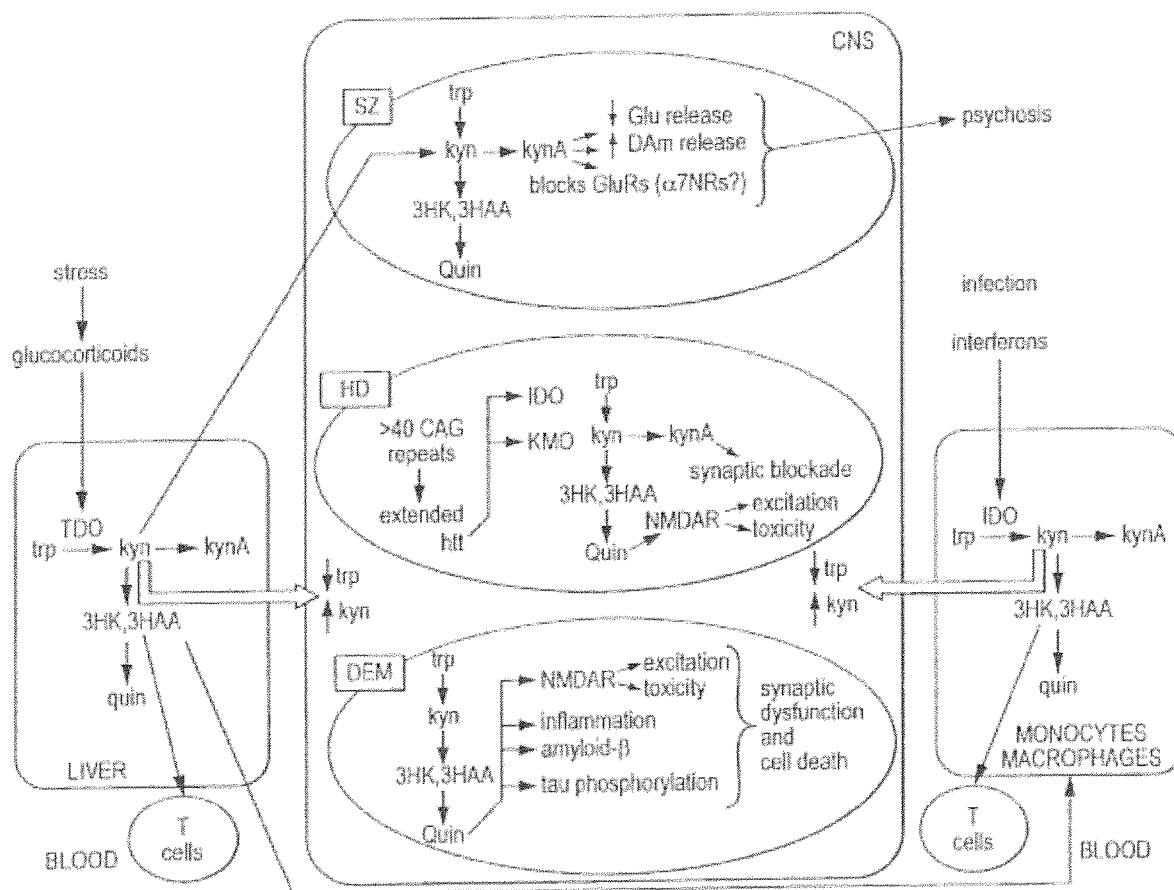 CNS
SZ
trp
kyn
kynA
Glu release
DAm release
blocks GluRs (α7NRs?)
3HK,3HAA
Quin
psychosis
stress
glucocorticoids
infection
interferons
HD
>40 CAG
repeats
extended
htt
IDO
KMO
trp
kyn
kynA
synaptic blockade
3HK,3HAA
NMDAR
excitation
toxicity
Quin
TDO
trp
kyn
kynA
3HK,3HAA
quin
LIVER
T
cells
BLOOD
trp
kyn
trp
kyn
DEM
trp
kyn
3HK,3HAA
Quin
NMDAR
excitation
toxicity
inflammation
amyloid-β
tau phosphorylation
synaptic
dysfunction
and
cell death
IDO
trp
kyn
kynA
3HK,3HAA
quin
MONOCYTES
MACROPHAGES
T
cells
BLOOD